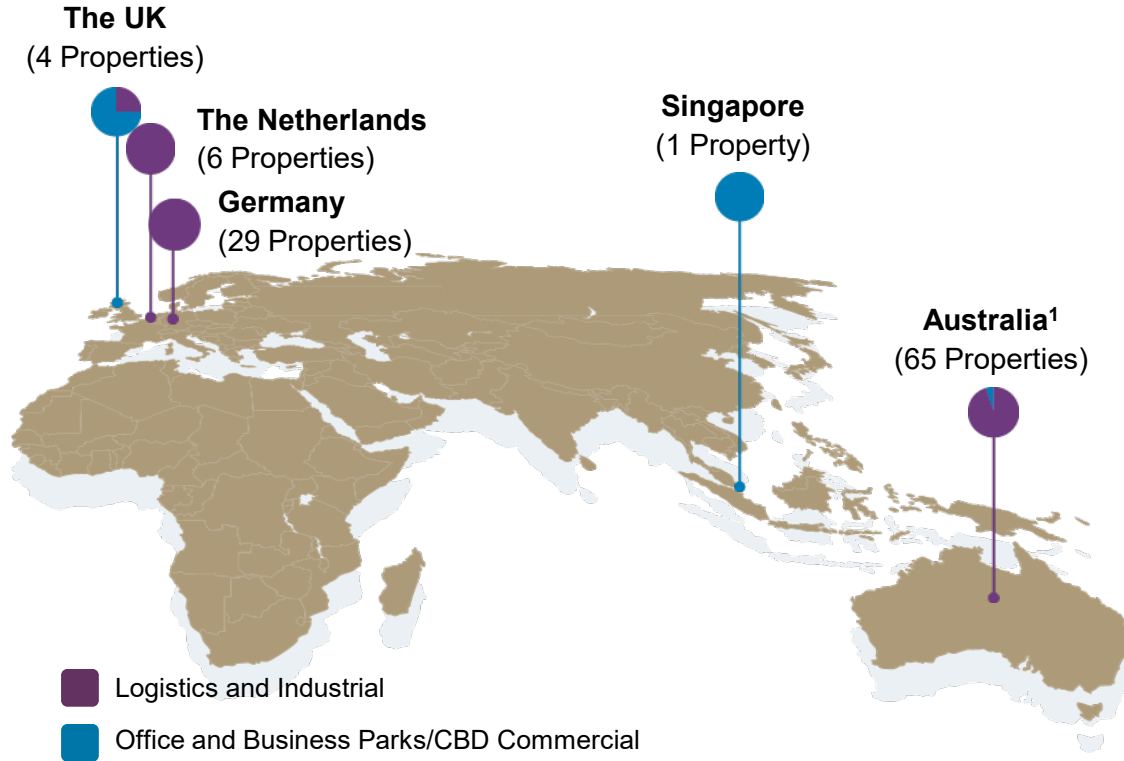 The UK
(4 Properties)
The Netherlands
(6 Properties)
Germany
(29 Properties)
Singapore
(1 Property)
Australia¹
(65 Properties)
Logistics and Industrial
Office and Business Parks/CBD Commercial